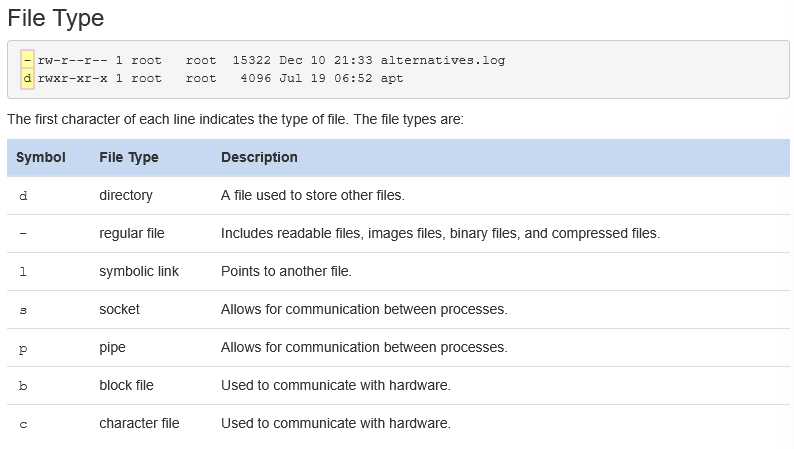 File Type
-rw-r--r-- 1 root   root  15322 Dec 10 21:33 alternatives.log
drwxr-xr-x 1 root   root   4096 Jul 19 06:52 apt
The first character of each line indicates the type of file. The file types are:
Symbol File Type Description
d directory A file used to store other files.
- regular file Includes readable files, images files, binary files, and compressed files.
l symbolic link Points to another file.
s socket Allows for communication between processes.
p pipe Allows for communication between processes.
b block file Used to communicate with hardware.
c character file Used to communicate with hardware.